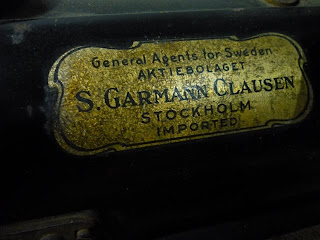 General Agents for Sweden
AKTIEBOLAGET
S. GARMANN CLAUSEN
STOCKHOLM
IMPORTED